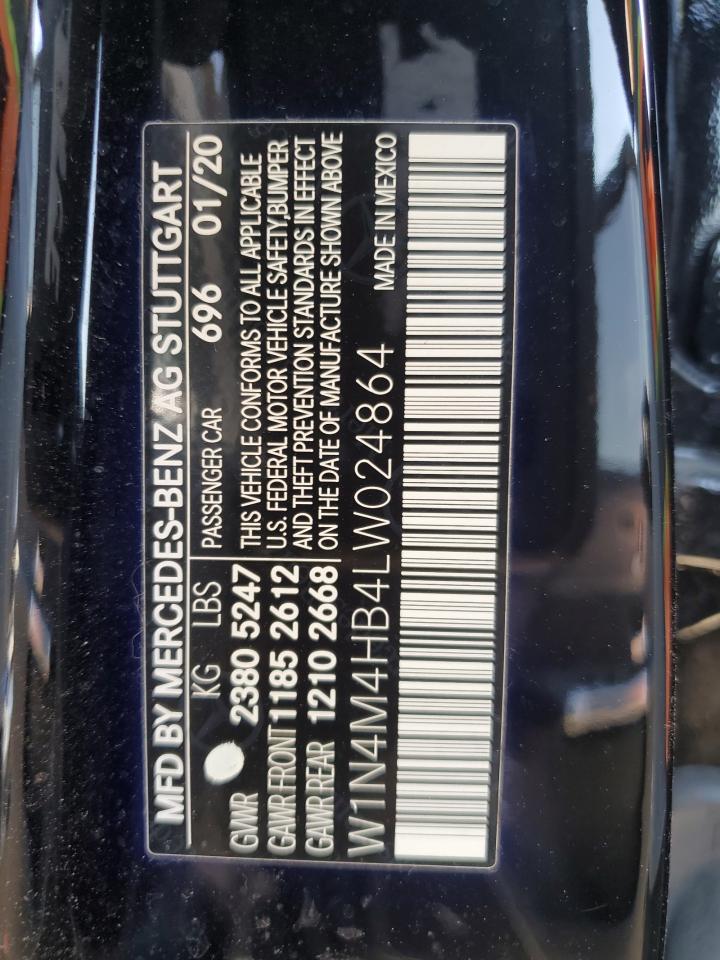 MFD BY MERCEDES-BENZ AG STUTTGART
KG LBS PASSENGER CAR 696 01/20
GWR 2380 5247 THIS VEHICLE CONFORMS TO ALL APPLICABLE
GAWR FRONT 1185 2612 U.S. FEDERAL MOTOR VEHICLE SAFETY,BUMPER
AND THEFT PREVENTION STANDARDS IN EFFECT
GAWR REAR 1210 2668 ON THE DATE OF MANUFACTURE SHOWN ABOVE
W1N4M4HB4LW024864 MADE IN MEXICO